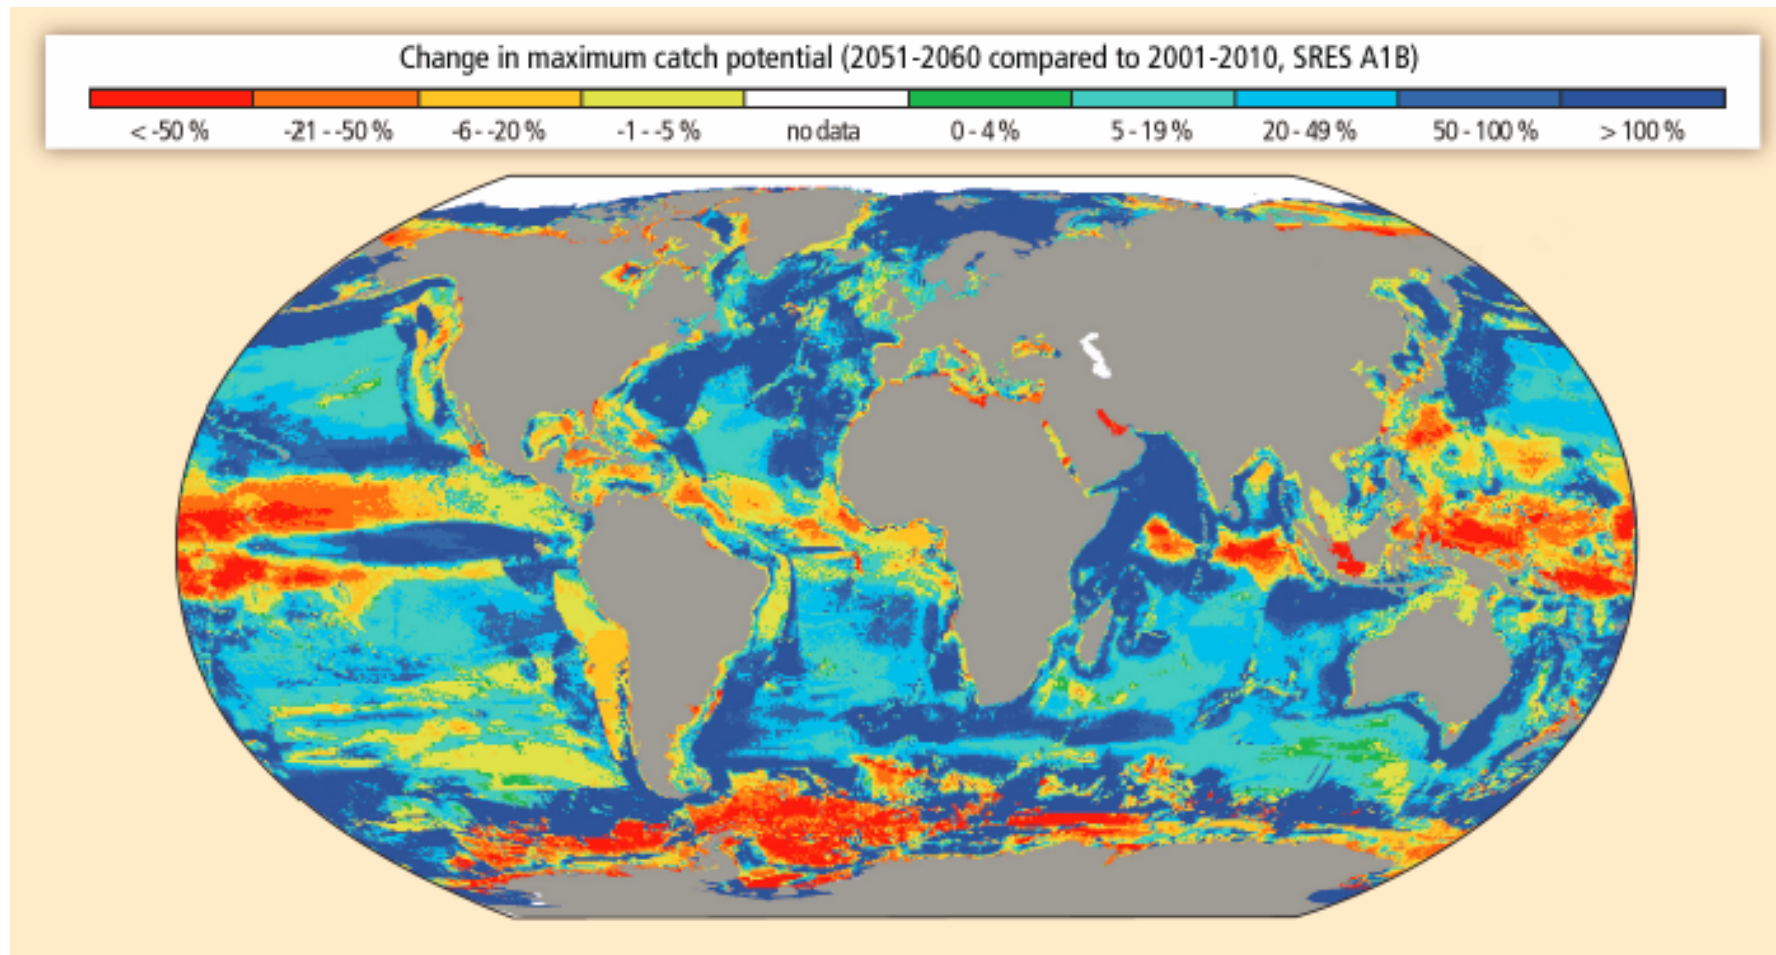 Change in maximum catch potential (2051-2060 compared to 2001-2010, SRES A1B)
< -50 % -21 - -50 % -6 - -20 % -1 - -5 % no data 0 - 4 % 5 - 19 % 20 - 49 % 50 - 100 % > 100 %